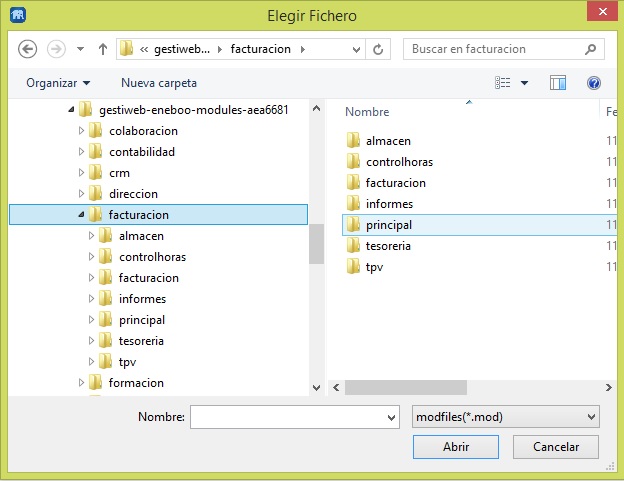 Elegir Fichero
« gestiweb... facturacion
Buscar en facturacion
Organizar
Nueva carpeta
gestiweb-eneboo-modules-aea6681
colaboracion
contabilidad
crm
direccion
facturacion
almacen
controlhoras
facturacion
informes
principal
tesoreria
tpv
formacion
Nombre
Fe
almacen
11
controlhoras
11
facturacion
11
informes
11
principal
11
tesoreria
11
tpv
11
Nombre:
modfiles(*.mod)
Abrir
Cancelar